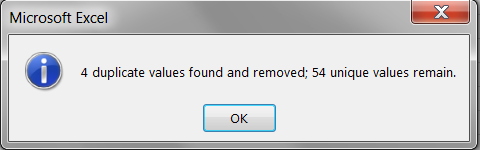 Microsoft Excel
4 duplicate values found and removed; 54 unique values remain.
OK